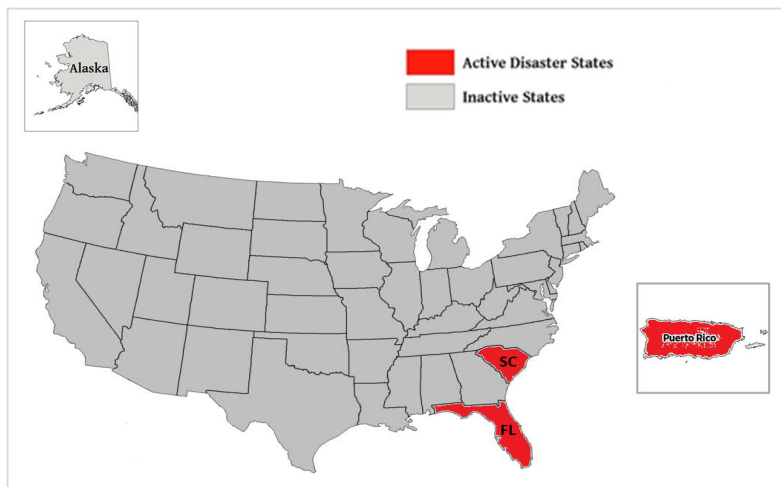 Alaska
Active Disaster States
Inactive States
Puerto Rico
SC
FL